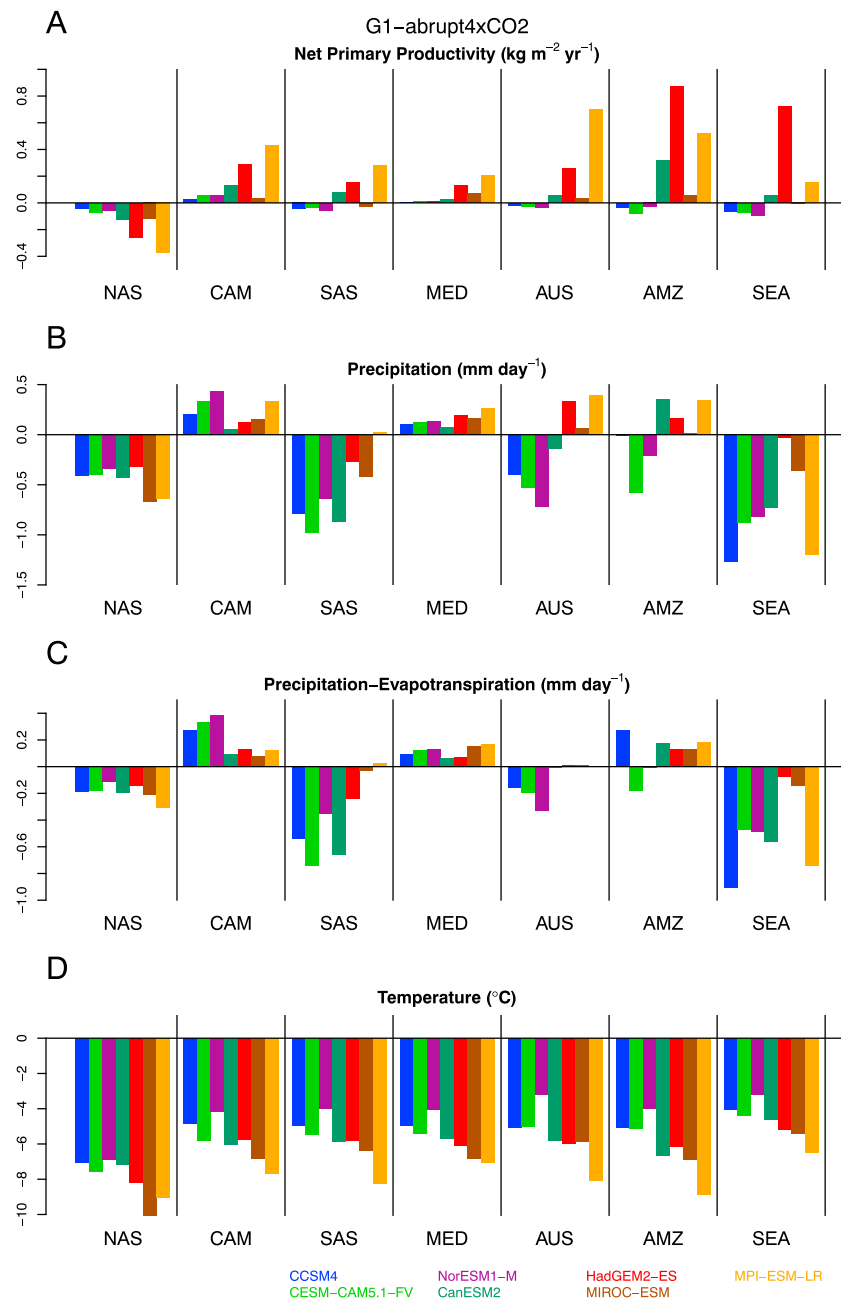 A
G1−abrupt4xCO2
Net Primary Productivity (kg m−2 yr−1)
0.8
0.4
0.0
−0.4
NAS CAM SAS MED AUS AMZ SEA
B
Precipitation (mm day−1)
0.5
0.0
−0.5
−1.0
−1.5
NAS CAM SAS MED AUS AMZ SEA
C
Precipitation−Evapotranspiration (mm day−1)
0.2
−0.2
−0.6
−1.0
NAS CAM SAS MED AUS AMZ SEA
D
Temperature (°C)
0
−2
−4
−6
−8
−10
NAS CAM SAS MED AUS AMZ SEA
CCSM4 NorESM1−M HadGEM2−ES MPI−ESM−LR
CESM−CAM5.1−FV CanESM2 MIROC−ESM